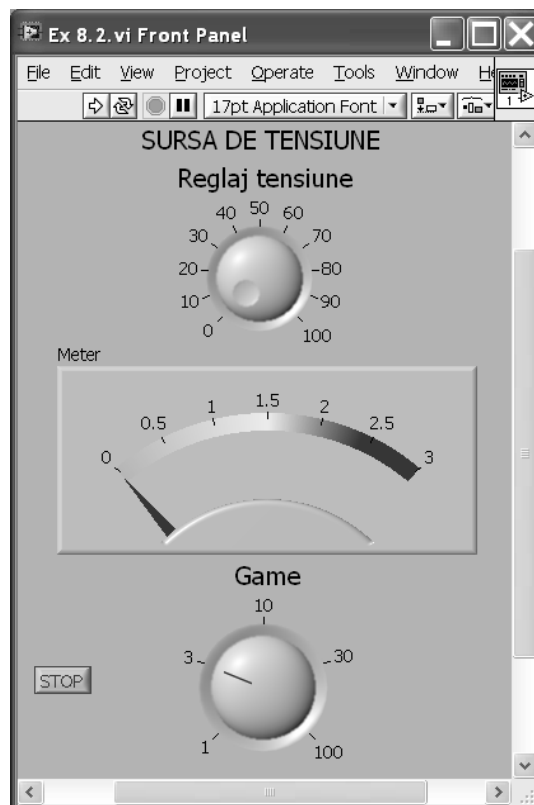 Ex 8.2.vi Front Panel
File Edit View Project Operate Tools Window He
17pt Application Font
1
SURSA DE TENSIUNE
Reglaj tensiune
0 10 20 30 40 50 60 70 80 90 100
Meter
0 0.5 1 1.5 2 2.5 3
Game
1 3 10 30 100
STOP